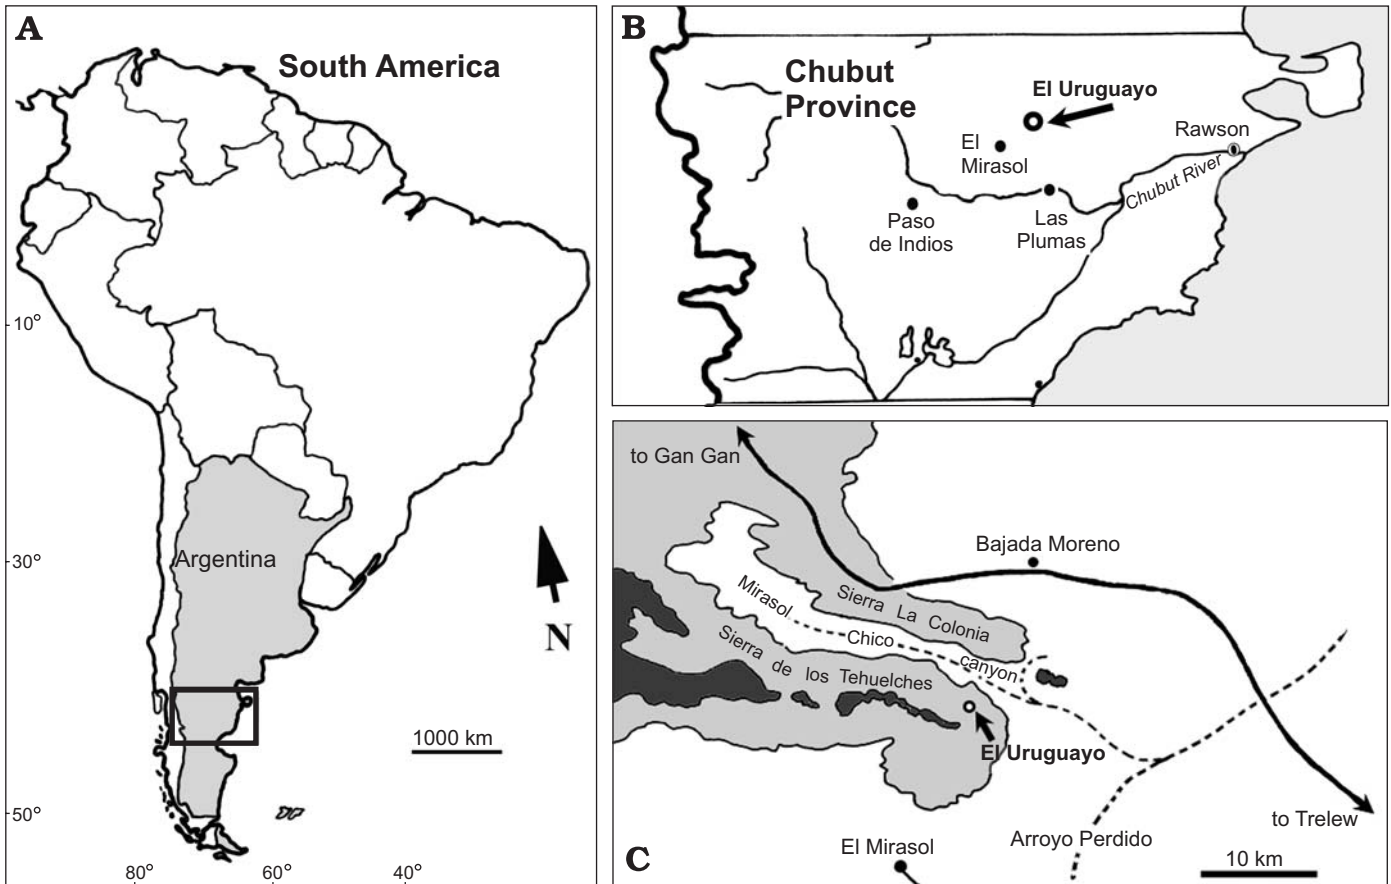 A
South America
10°
30°
50°
Argentina
N
1000 km
80°
60°
40°
B
Chubut
Province
El Uruguayo
El
Mirasol
Rawson
Chubut River
Paso
de Indios
Las
Plumas
to Gan Gan
Bajada Moreno
Mirasol
Chico
canyon
Sierra La Colonia
Sierra de los Tehuelches
El Uruguayo
to Trelew
Arroyo Perdido
El Mirasol
C
10 km